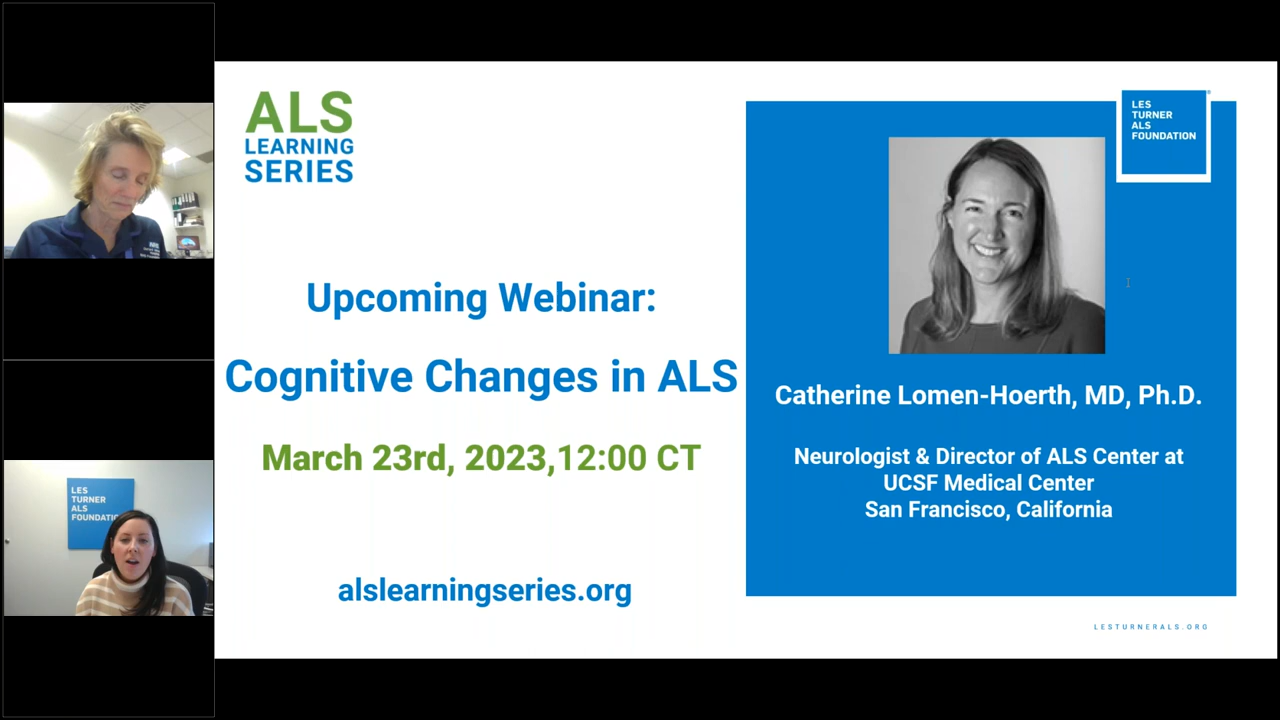 ALS
LEARNING
SERIES
Upcoming Webinar:
Cognitive Changes in ALS
March 23rd, 2023,12:00 CT
alslearningseries.org
LES
TURNER
ALS
FOUNDATION
Catherine Lomen-Hoerth, MD, Ph.D.
Neurologist & Director of ALS Center at
UCSF Medical Center
San Francisco, California
LESTURNERALS.ORG
NHS
LES
TURNER
ALS